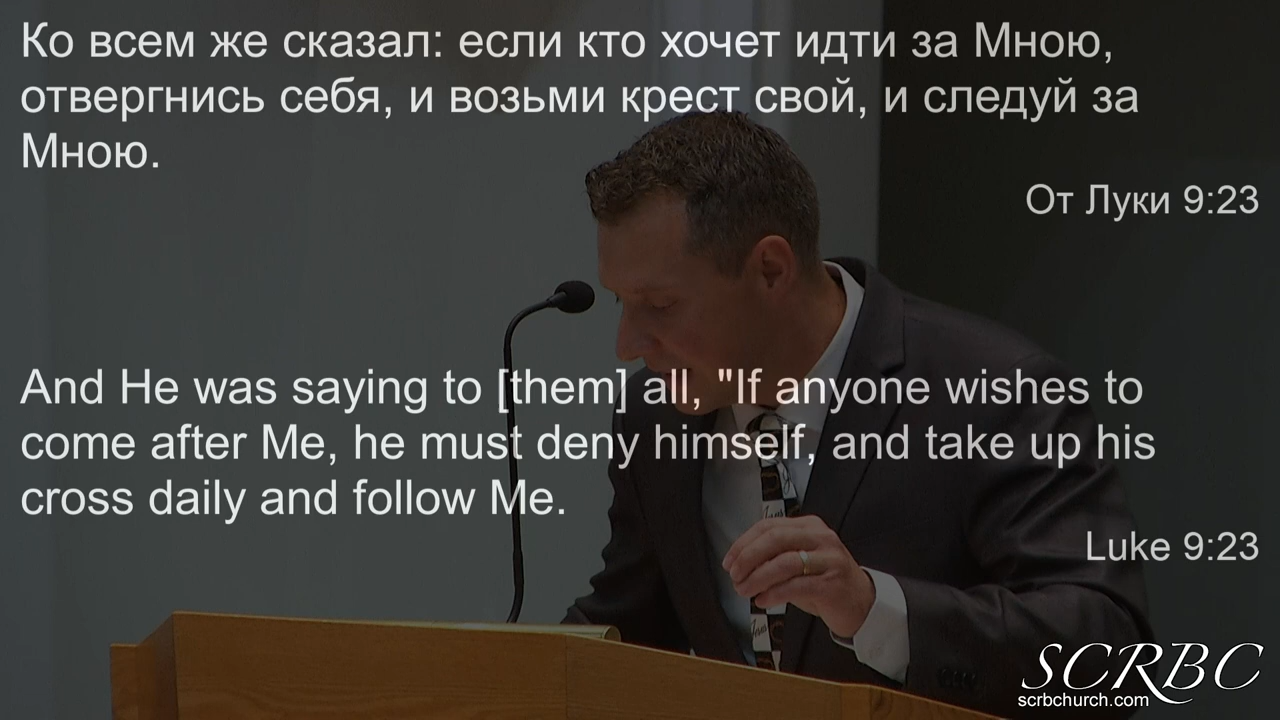 Ко всем же сказал: если кто хочет идти за Мною,
отвергнись себя, и возьми крест свой, и следуй за
Мною.
От Луки 9:23
And He was saying to [them] all, "If anyone wishes to
come after Me, he must deny himself, and take up his
cross daily and follow Me.
Luke 9:23
SCRBC
scrbchurch.com